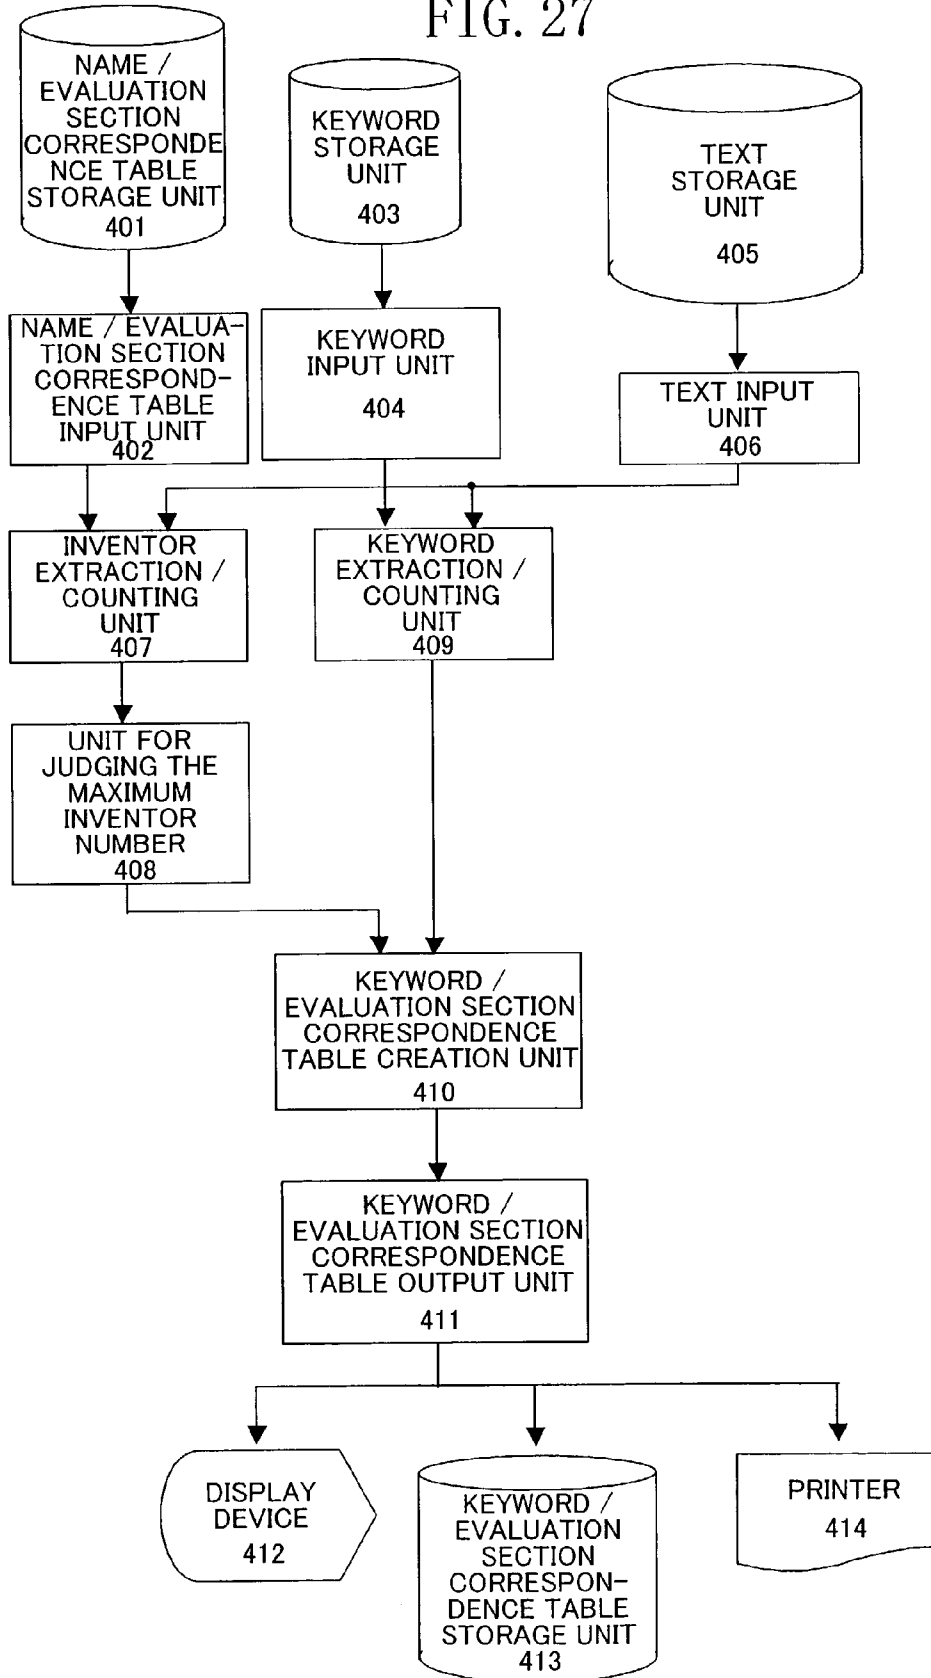 FIG. 27
NAME /
EVALUATION
SECTION
CORRESPONDE
NCE TABLE
STORAGE UNIT
401
KEYWORD
STORAGE
UNIT
403
TEXT
STORAGE
UNIT
405
NAME / EVALUA-
TION SECTION
CORRESPOND-
ENCE TABLE
INPUT UNIT
402
KEYWORD
INPUT UNIT
404
TEXT INPUT
UNIT
406
INVENTOR
EXTRACTION /
COUNTING
UNIT
407
KEYWORD
EXTRACTION /
COUNTING
UNIT
409
UNIT FOR
JUDGING THE
MAXIMUM
INVENTOR
NUMBER
408
KEYWORD /
EVALUATION SECTION
CORRESPONDENCE
TABLE CREATION UNIT
410
KEYWORD /
EVALUATION SECTION
CORRESPONDENCE
TABLE OUTPUT UNIT
411
DISPLAY
DEVICE
412
KEYWORD /
EVALUATION
SECTION
CORRESPON-
DENCE TABLE
STORAGE UNIT
413
PRINTER
414